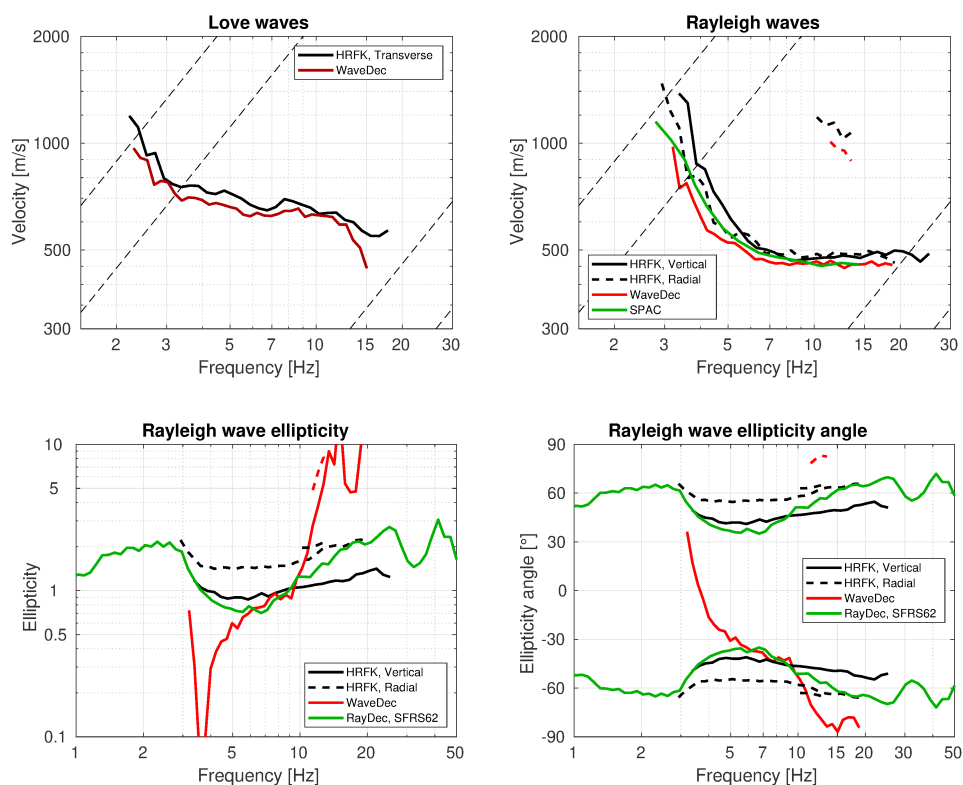 Love waves
2000
1000
500
300
Velocity [m/s]
2 3 5 7 10 15 20 30
Frequency [Hz]
HRFK, Transverse
WaveDec
Rayleigh waves
2000
1000
500
300
Velocity [m/s]
2 3 5 7 10 15 20 30
Frequency [Hz]
HRFK, Vertical
HRFK, Radial
WaveDec
SPAC
Rayleigh wave ellipticity
10
5
2
1
0.5
0.1
Ellipticity
1 2 5 10 20 50
Frequency [Hz]
HRFK, Vertical
HRFK, Radial
WaveDec
RayDec, SFRS62
Rayleigh wave ellipticity angle
90
60
30
0
-30
-60
-90
Ellipticity angle [°]
1 2 3 5 7 10 15 20 30 50
Frequency [Hz]
HRFK, Vertical
HRFK, Radial
WaveDec
RayDec, SFRS62